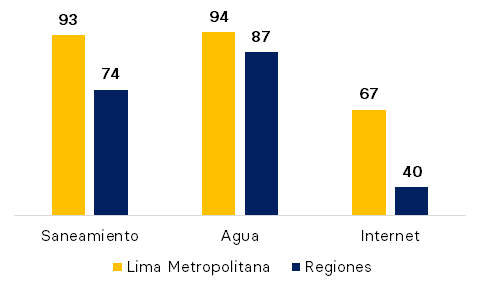 93 74 94 87 67 40
Saneamiento Agua Internet
Lima Metropolitana Regiones